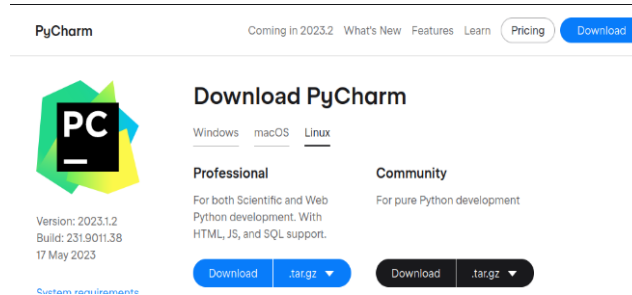 PyCharm
Coming in 2023.2 What's New Features Learn Pricing Download
PC
Download PyCharm
Windows macOS Linux
Professional
For both Scientific and Web
Python development. With
HTML, JS, and SQL support.
Download .tar.gz
Community
For pure Python development
Download .tar.gz
Version: 2023.1.2
Build: 231.9011.38
17 May 2023
System requirements